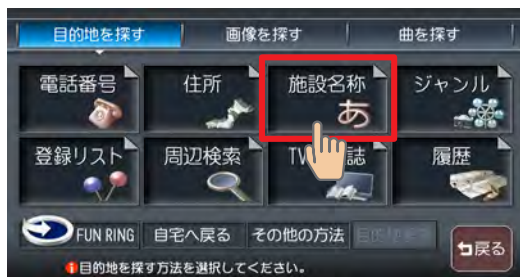 目的地を探す 画像を探す 曲を探す
電話番号 住所 施設名称 ジャンル
あ
登録リスト 周辺検索 TV 誌 履歴
FUN RING 自宅へ戻る その他の方法 戻る
目的地を探す方法を選択してください。